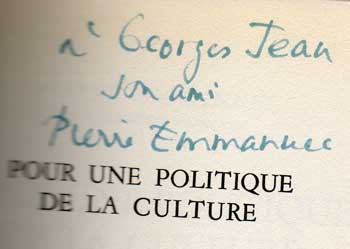 à Georges Jean
son ami
Pierre Emmanuel
POUR UNE POLITIQUE
DE LA CULTURE